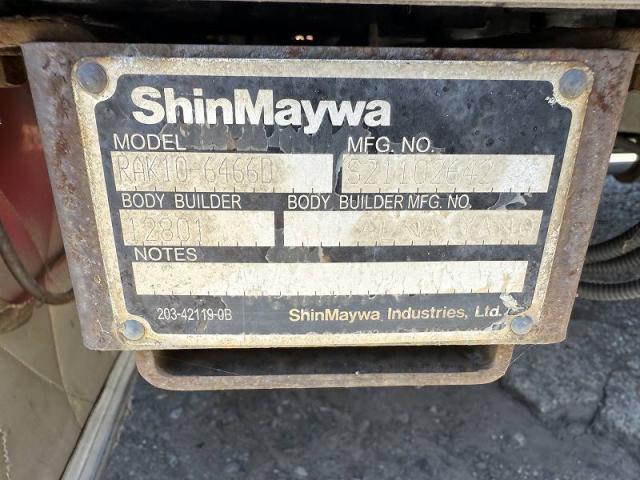 ShinMaywa
MODEL MFG. NO.
RAK10-6466D
BODY BUILDER BODY BUILDER MFG. NO.
12801
NOTES
203-42119-0B ShinMaywa Industries, Ltd.